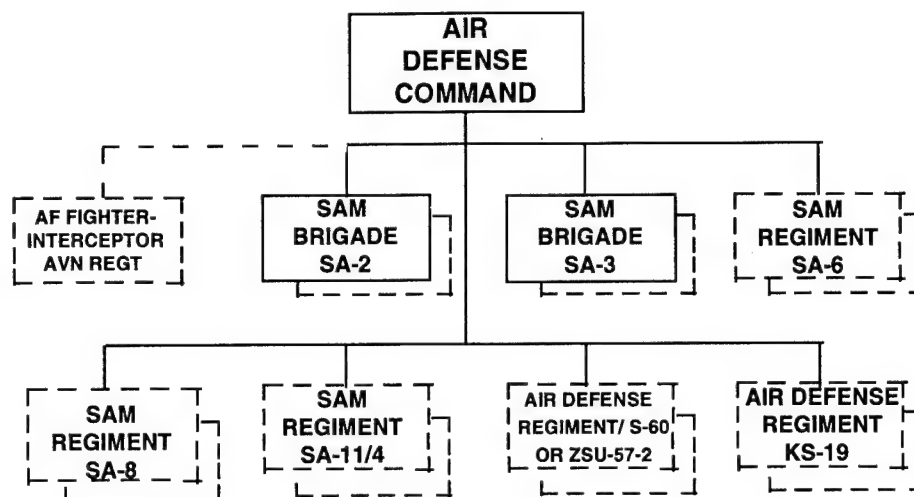 AIR
DEFENSE
COMMAND
AF FIGHTER-
INTERCEPTOR
AVN REGT
SAM
BRIGADE
SA-2
SAM
BRIGADE
SA-3
SAM
REGIMENT
SA-6
SAM
REGIMENT
SA-8
SAM
REGIMENT
SA-11/4
AIR DEFENSE
REGIMENT/ S-60
OR ZSU-57-2
AIR DEFENSE
REGIMENT
KS-19